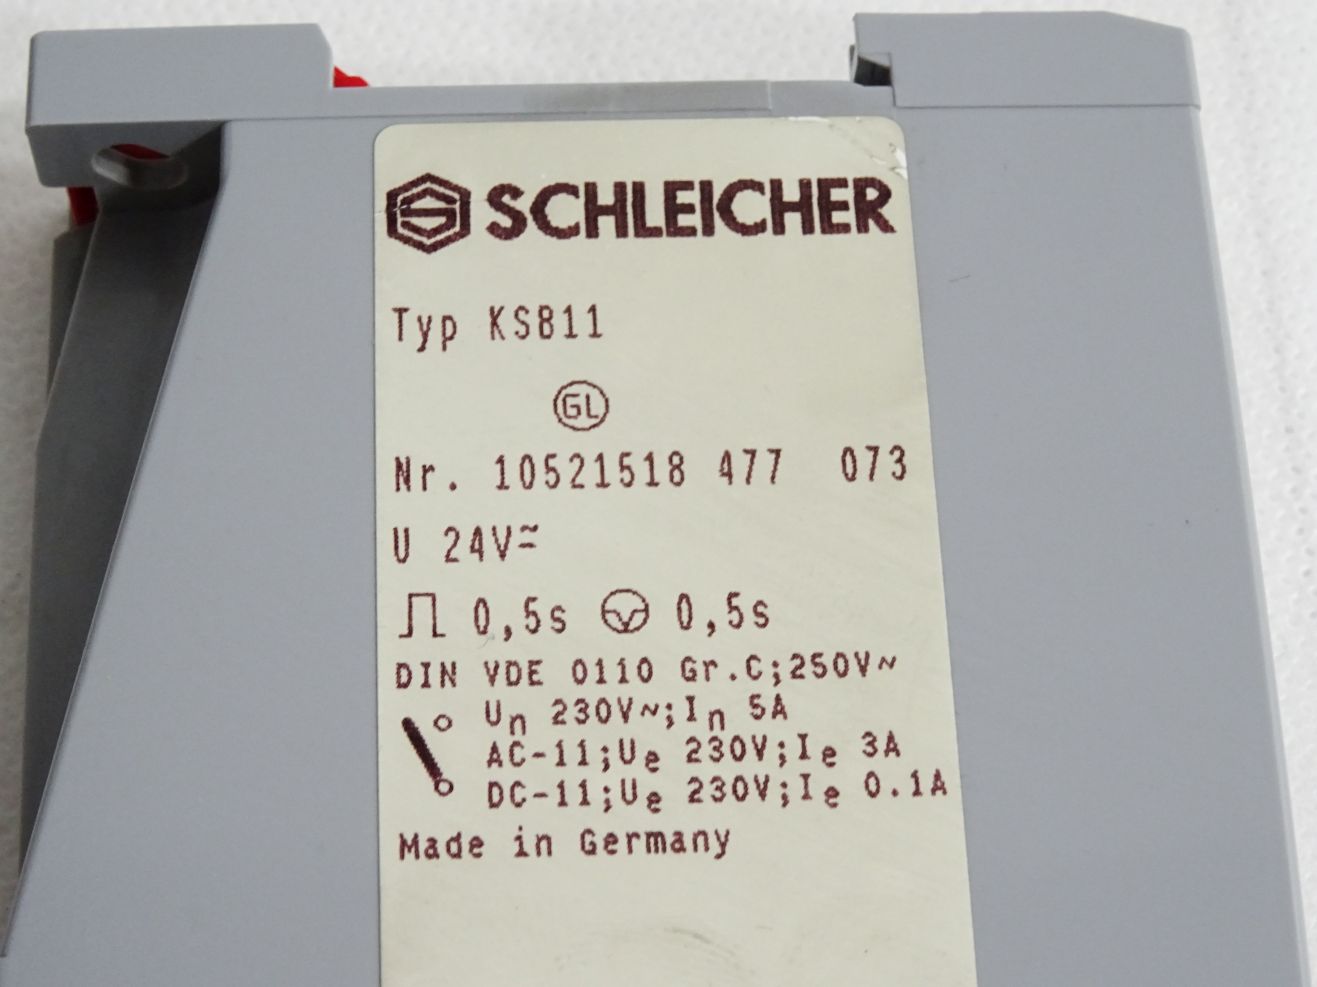 SCHLEICHER
Typ KS811
GL
Nr. 10521518 477 073
U 24V≂
0,5s 0,5s
DIN VDE 0110 Gr.C;250V~
Un 230V~;In 5A
AC-11;Ue 230V;Ie 3A
DC-11;Ue 230V;Ie 0.1A
Made in Germany